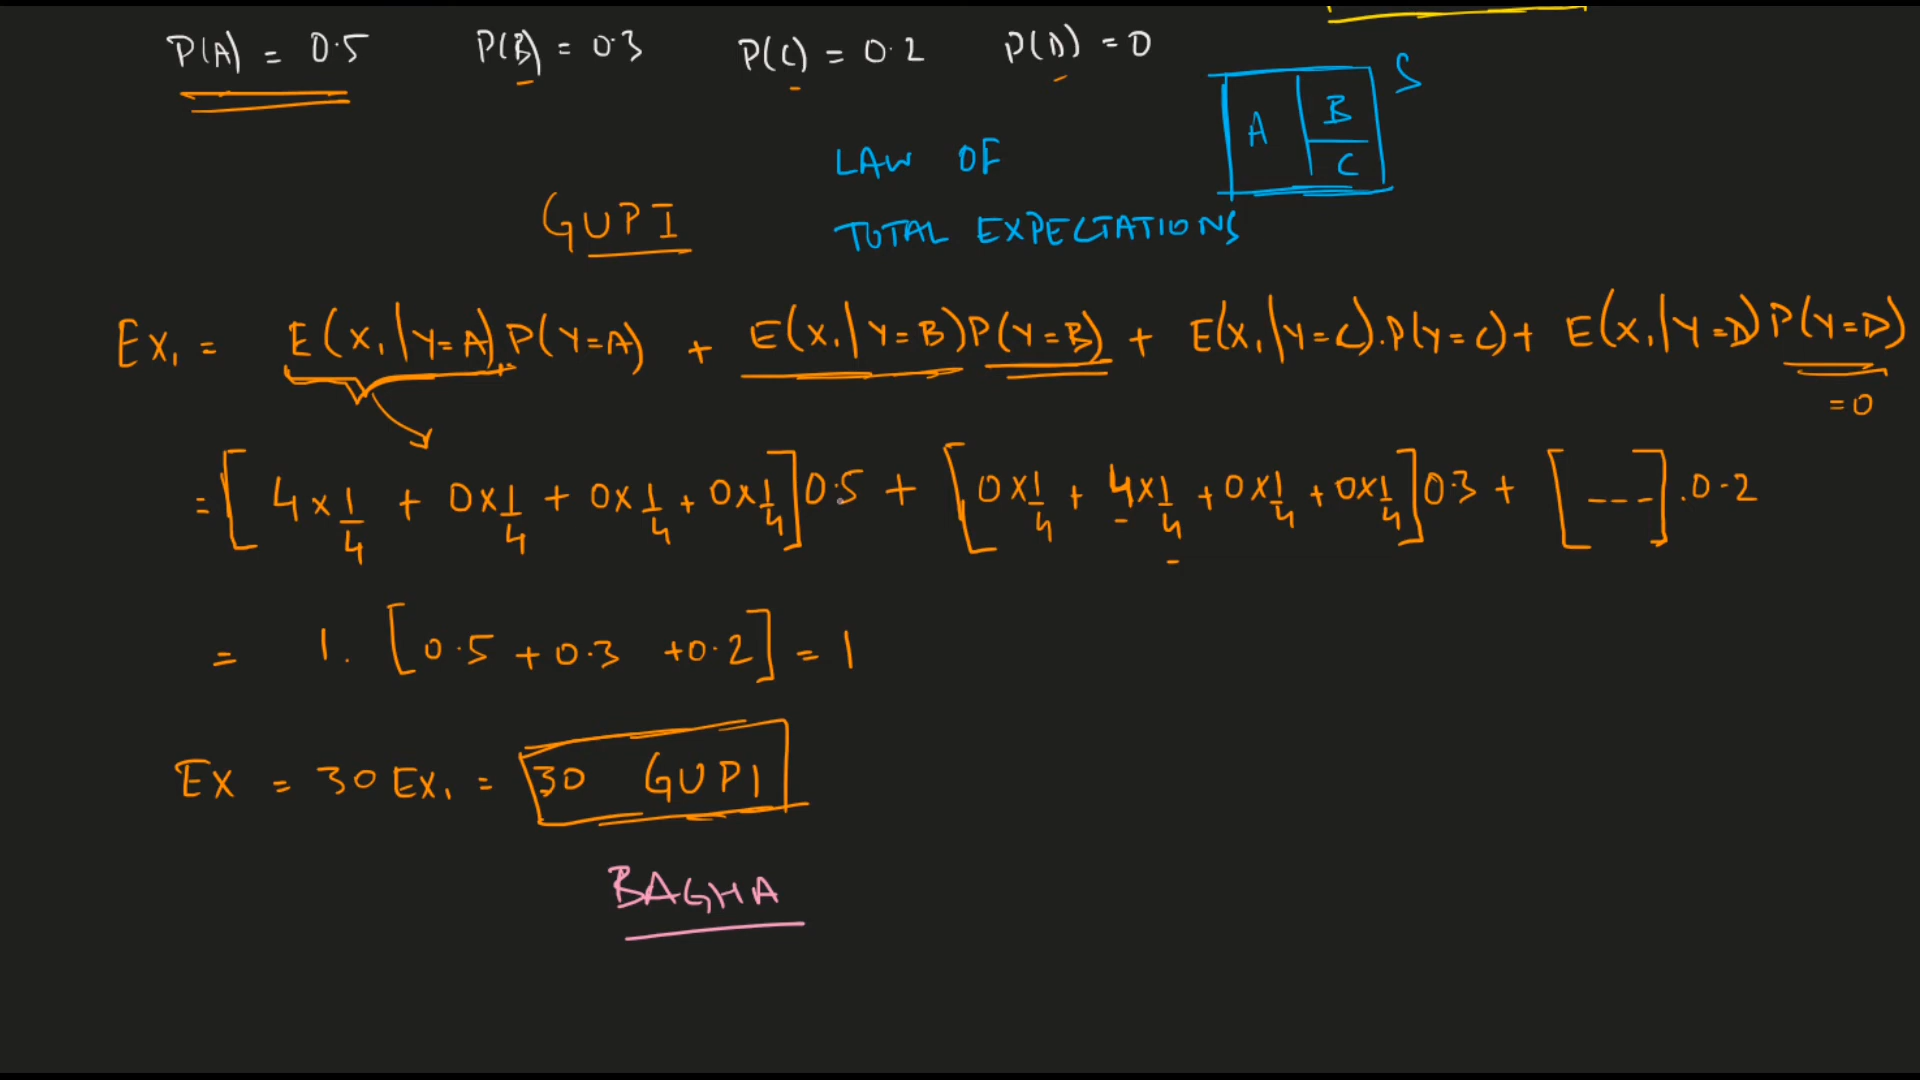 P(A) = 0.5 P(B) = 0.3 P(C) = 0.2 P(D) = 0
S
A B
C
LAW OF
TOTAL EXPECTATIONS
GUPI
EX₁ = E(X₁|Y=A).P(Y=A) + E(X₁|Y=B)P(Y=B) + E(X₁|Y=C).P(Y=C) + E(X₁|Y=D)P(Y=D)
=0
= [4×1/4 + 0×1/4 + 0×1/4 + 0×1/4]0.5 + [0×1/4 + 4×1/4 + 0×1/4 + 0×1/4]0.3 + [---].0.2
= 1.[0.5 + 0.3 + 0.2] = 1
EX = 30EX₁ = 30 GUPI
BAGHA